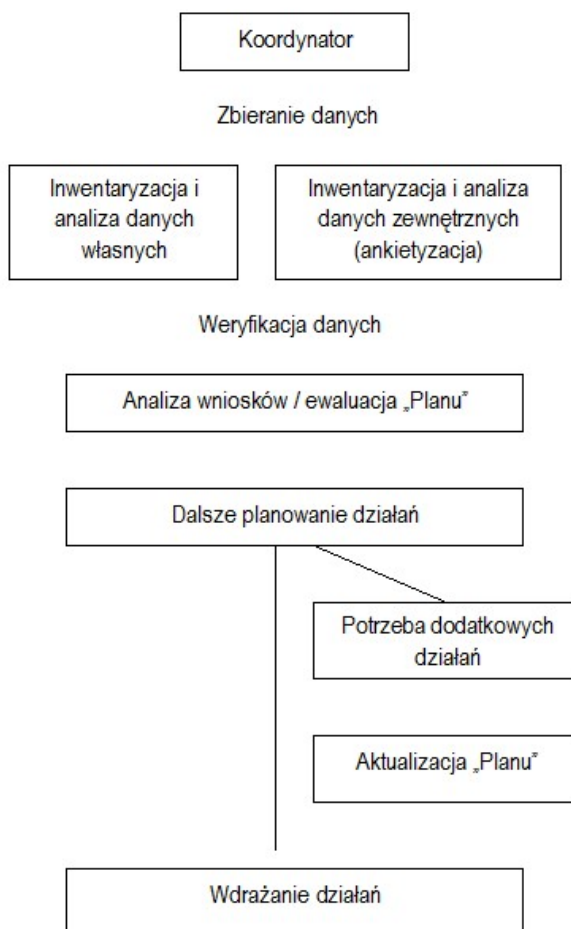 Koordynator
Zbieranie danych
Inwentaryzacja i
analiza danych
własnych
Inwentaryzacja i analiza
danych zewnętrznych
(ankietyzacja)
Weryfikacja danych
Analiza wniosków / ewaluacja „Planu”
Dalsze planowanie działań
Potrzeba dodatkowych
działań
Aktualizacja „Planu”
Wdrażanie działań